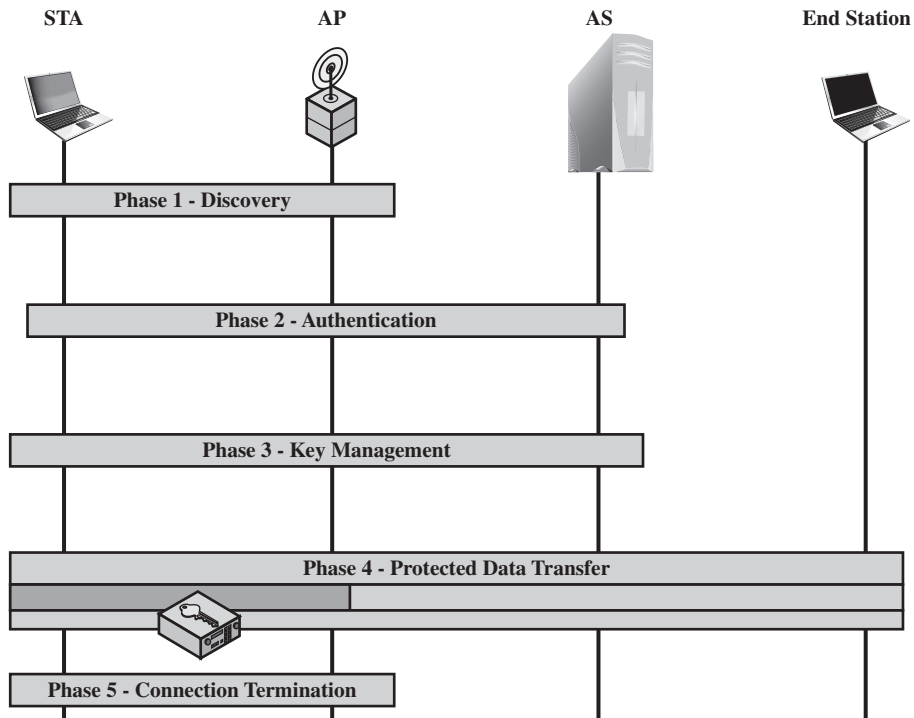 STA AP AS End Station
Phase 1 - Discovery
Phase 2 - Authentication
Phase 3 - Key Management
Phase 4 - Protected Data Transfer
Phase 5 - Connection Termination